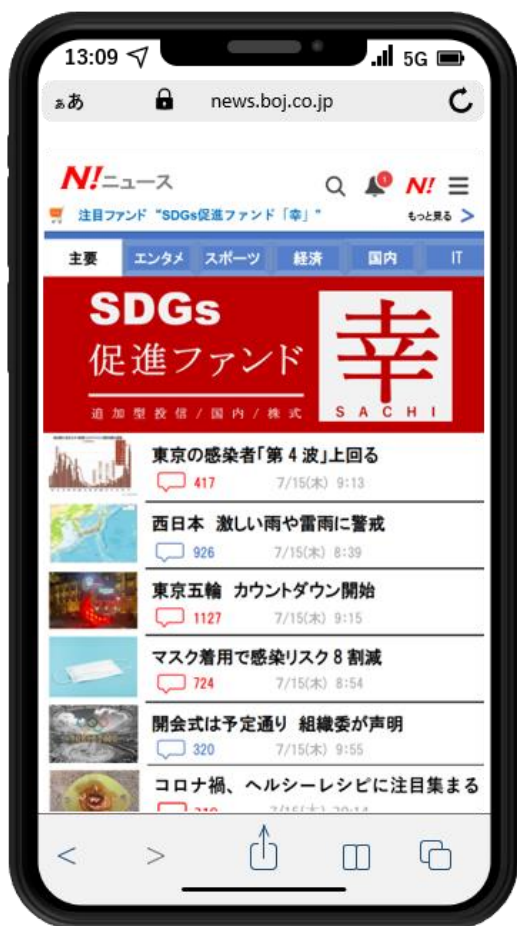 13:09 5G
ぁあ news.boj.co.jp
N!ニュース N! 1
注目ファンド “SDGs促進ファンド「幸」" もっと見る >
主要 エンタメ スポーツ 経済 国内 IT
SDGs
促進ファンド
追加型投信/国内/株式
幸
SACHI
東京の感染者「第4波」上回る
417 7/15(木) 9:13
西日本 激しい雨や雷雨に警戒
926 7/15(木) 8:39
東京五輪 カウントダウン開始
1127 7/15(木) 9:15
マスク着用で感染リスク8割減
724 7/15(木) 8:54
開会式は予定通り 組織委が声明
320 7/15(木) 9:55
コロナ禍、ヘルシーレシピに注目集まる